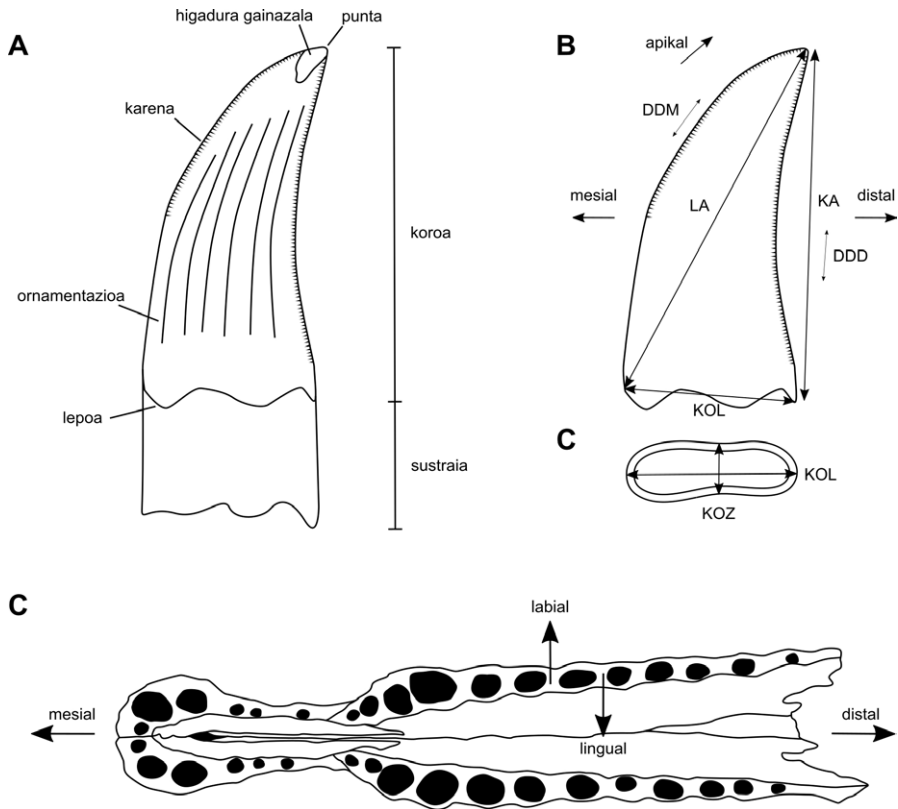 A
higadura gainazala
punta
karena
koroa
ornamentazioa
lepoa
sustraia
B
apikal
DDM
mesial
LA
KA
distal
DDD
KOL
C
KOL
KOZ
C
labial
mesial
distal
lingual